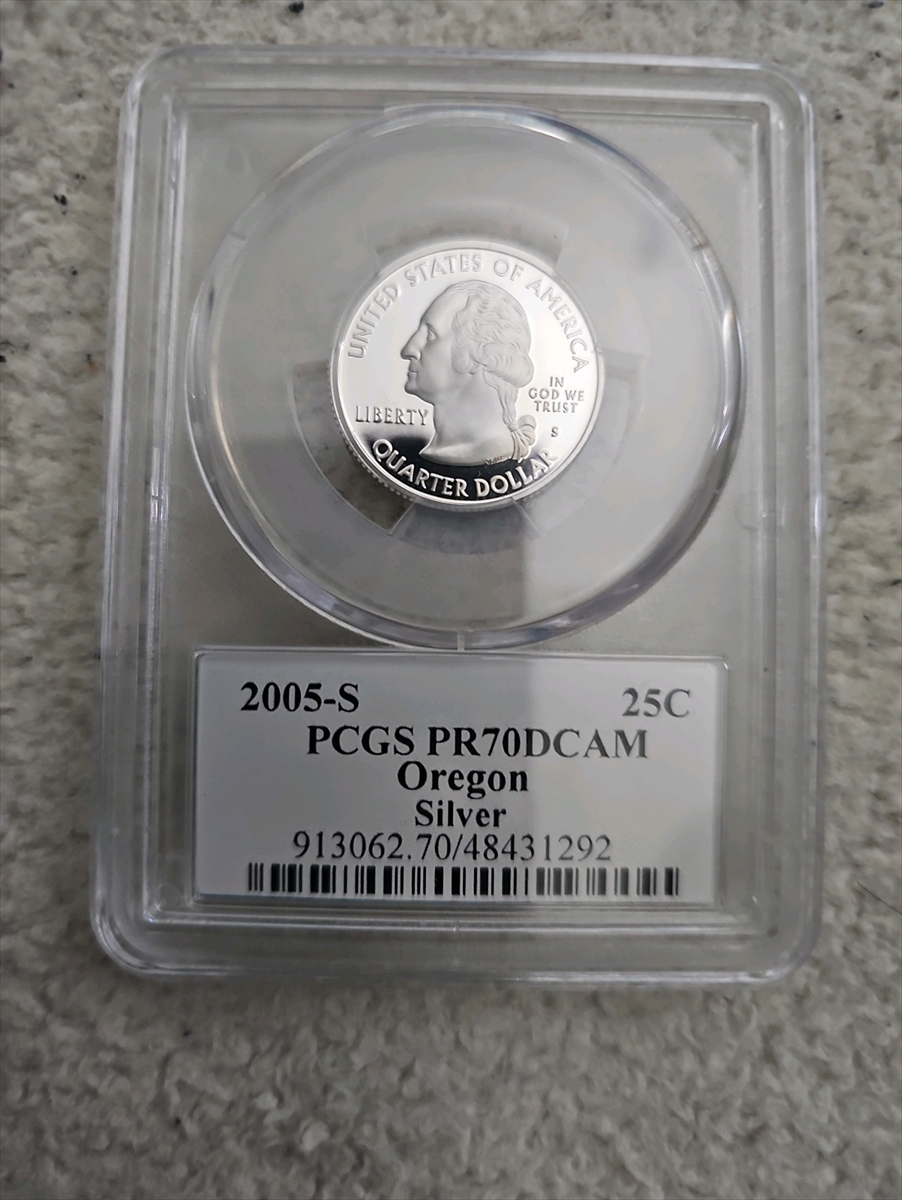 UNITED STATES OF AMERICA
IN
GOD WE
TRUST
LIBERTY
S
QUARTER DOLLAR
2005-S 25C
PCGS PR70DCAM
Oregon
Silver
913062.70/48431292